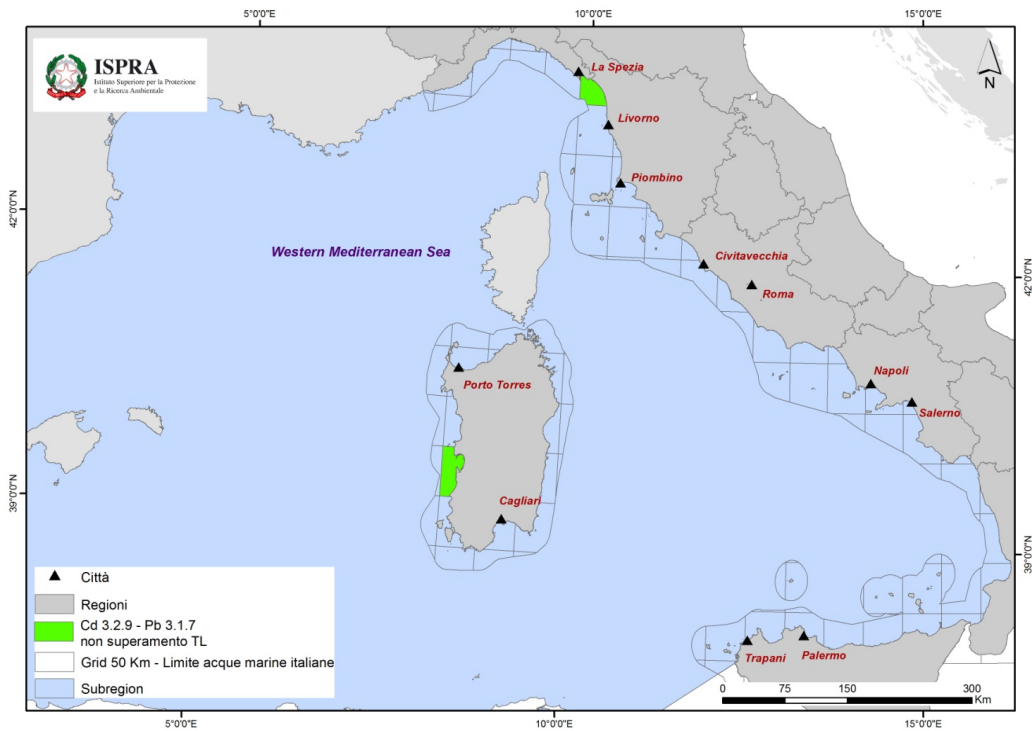 5°0'0"E
10°0'0"E
15°0'0"E
ISPRA
Istituto Superiore per la Protezione
e la Ricerca Ambientale
N
La Spezia
Livorno
Piombino
42°0'0"N
Western Mediterranean Sea
Civitavecchia
42°0'0"N
Roma
Napoli
Porto Torres
Salerno
39°0'0"N
Cagliari
39°0'0"N
Città
Regioni
Cd 3.2.9 - Pb 3.1.7
non superamento TL
Grid 50 Km - Limite acque marine italiane
Subregion
Trapani
Palermo
0 75 150 300
Km
5°0'0"E
10°0'0"E
15°0'0"E